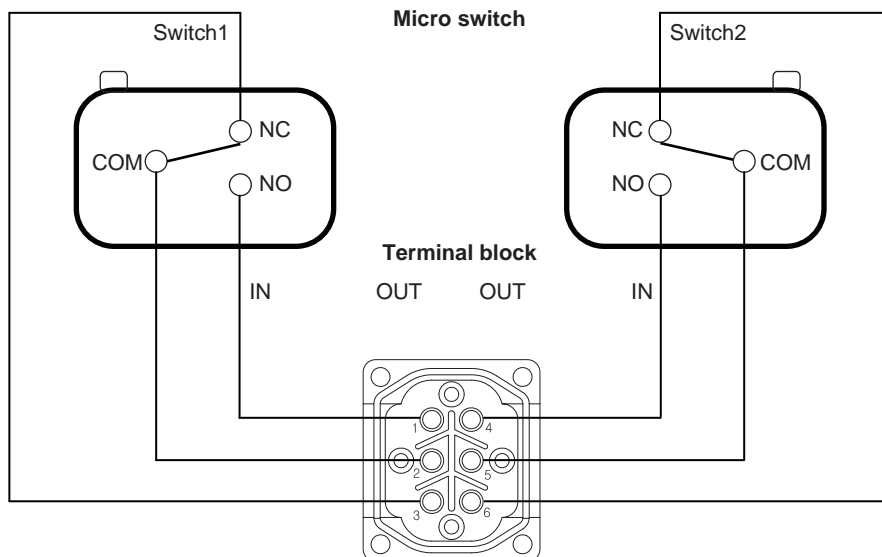 Micro switch
Switch1
Switch2
NC
NC
COM
COM
NO
NO
Terminal block
IN
OUT
OUT
IN
1
4
2
5
3
6